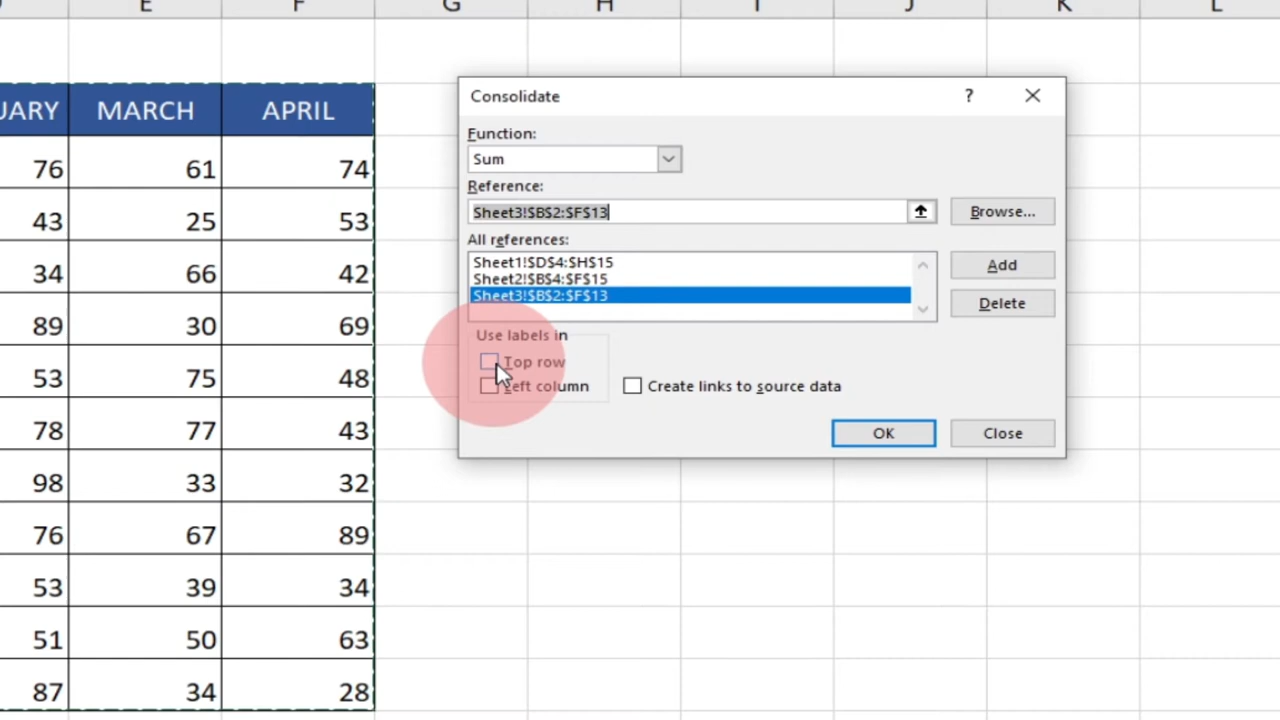 E F G H I J K L
UARY MARCH APRIL
76 61 74
43 25 53
34 66 42
89 30 69
53 75 48
78 77 43
98 33 32
76 67 89
53 39 34
51 50 63
87 34 28
Consolidate ?
Function:
Sum
Reference:
Sheet3!$B$2:$F$13 Browse...
All references:
Sheet1!$D$4:$H$15
Sheet2!$B$4:$F$15
Sheet3!$B$2:$F$13
Add
Delete
Use labels in
Top row
Left column Create links to source data
OK Close